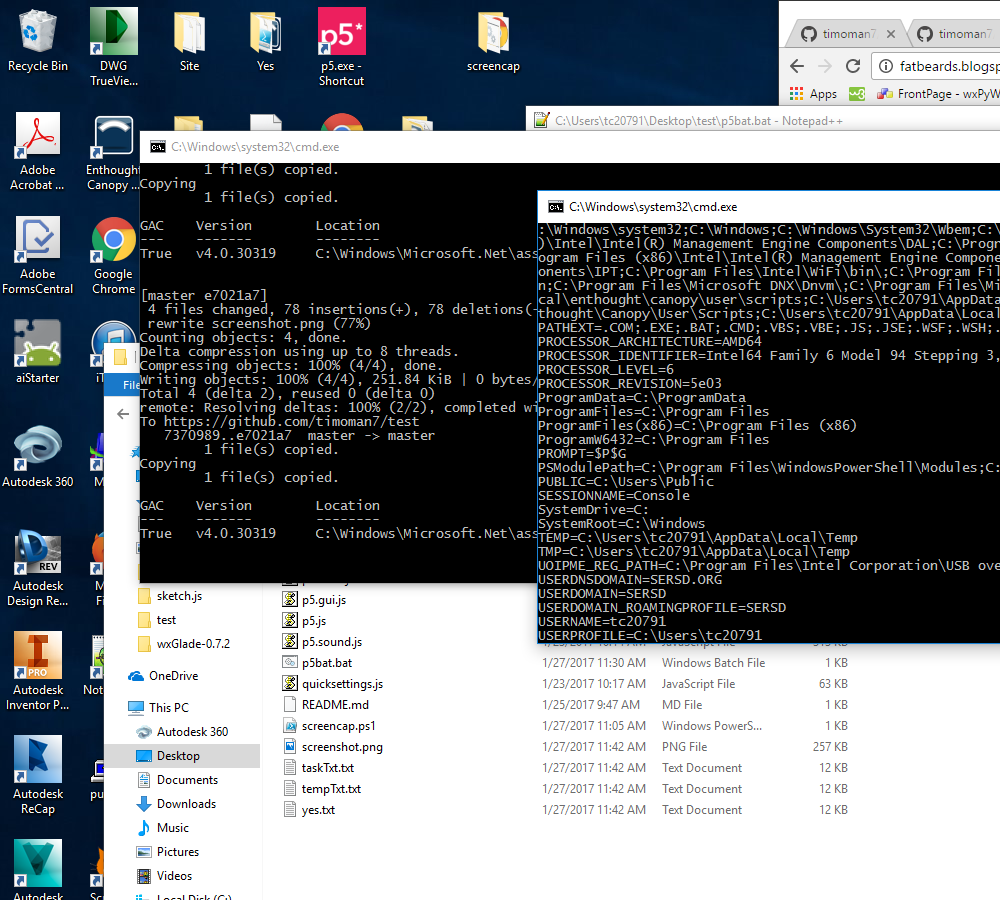 Recycle Bin
DWG
TrueVie...
Site
Yes
p5*
p5.exe -
Shortcut
screencap
Adobe
Acrobat ...
Enthought
Canopy ...
Adobe
FormsCentral
Google
Chrome
aiStarter
Autodesk 360
REV
Autodesk
Design Re...
PRO
Autodesk
Inventor P...
Autodesk
ReCap
Autodesk
timoman7
timoman7
fatbeards.blogsp
Apps
w3
FrontPage - wxPyW
C:\Users\tc20791\Desktop\test\p5bat.bat - Notepad++
C:\Windows\system32\cmd.exe
1 file(s) copied.
Copying
1 file(s) copied.
GAC Version Location
--- ------- --------
True v4.0.30319 C:\Windows\Microsoft.Net\ass
[master e7021a7]
4 files changed, 78 insertions(+), 78 deletions(-
rewrite screenshot.png (77%)
Counting objects: 4, done.
Delta compression using up to 8 threads.
Compressing objects: 100% (4/4), done.
Writing objects: 100% (4/4), 251.84 KiB | 0 bytes/
Total 4 (delta 2), reused 0 (delta 0)
remote: Resolving deltas: 100% (2/2), completed wi
To https://github.com/timoman7/test
7370989..e7021a7 master -> master
1 file(s) copied.
Copying
1 file(s) copied.
GAC Version Location
--- ------- --------
True v4.0.30319 C:\Windows\Microsoft.Net\ass
C:\Windows\system32\cmd.exe
:\Windows\system32;C:\Windows;C:\Windows\System32\Wbem;C:\
)\Intel\Intel(R) Management Engine Components\DAL;C:\Prog
ogram Files (x86)\Intel\Intel(R) Management Engine Compone
onents\IPT;C:\Program Files\Intel\WiFi\bin\;C:\Program Fil
n;C:\Program Files\Microsoft DNX\Dnvm\;C:\Program Files\Mi
cal\enthought\canopy\user\scripts;C:\Users\tc20791\AppData
thought\Canopy\User\Scripts;C:\Users\tc20791\AppData\Local
PATHEXT=.COM;.EXE;.BAT;.CMD;.VBS;.VBE;.JS;.JSE;.WSF;.WSH;.
PROCESSOR_ARCHITECTURE=AMD64
PROCESSOR_IDENTIFIER=Intel64 Family 6 Model 94 Stepping 3,
PROCESSOR_LEVEL=6
PROCESSOR_REVISION=5e03
ProgramData=C:\ProgramData
ProgramFiles=C:\Program Files
ProgramFiles(x86)=C:\Program Files (x86)
ProgramW6432=C:\Program Files
PROMPT=$P$G
PSModulePath=C:\Program Files\WindowsPowerShell\Modules;C:
PUBLIC=C:\Users\Public
SESSIONNAME=Console
SystemDrive=C:
SystemRoot=C:\Windows
TEMP=C:\Users\tc20791\AppData\Local\Temp
TMP=C:\Users\tc20791\AppData\Local\Temp
UOIPME_REG_PATH=C:\Program Files\Intel Corporation\USB ove
USERDNSDOMAIN=SERSD.ORG
USERDOMAIN=SERSD
USERDOMAIN_ROAMINGPROFILE=SERSD
USERNAME=tc20791
USERPROFILE=C:\Users\tc20791
File
sketch.js
test
wxGlade-0.7.2
OneDrive
This PC
Autodesk 360
Desktop
Documents
Downloads
Music
Pictures
Videos
Local Disk (C:)
p5.gui.js
p5.js
p5.sound.js
p5bat.bat 1/27/2017 11:30 AM Windows Batch File 1 KB
quicksettings.js 1/23/2017 10:17 AM JavaScript File 63 KB
README.md 1/25/2017 9:47 AM MD File 1 KB
screencap.ps1 1/27/2017 11:05 AM Windows PowerS... 1 KB
screenshot.png 1/27/2017 11:42 AM PNG File 257 KB
taskTxt.txt 1/27/2017 11:42 AM Text Document 12 KB
tempTxt.txt 1/27/2017 11:42 AM Text Document 12 KB
yes.txt 1/27/2017 11:42 AM Text Document 12 KB